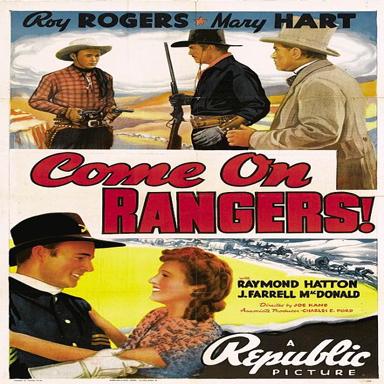 Roy ROGERS ★ Mary HART
Come On
RANGERS!
with
RAYMOND HATTON
J. FARRELL MacDONALD
Directed by JOE KANE
Associate Producer - CHARLES E. FORD
A
Republic
PICTURE